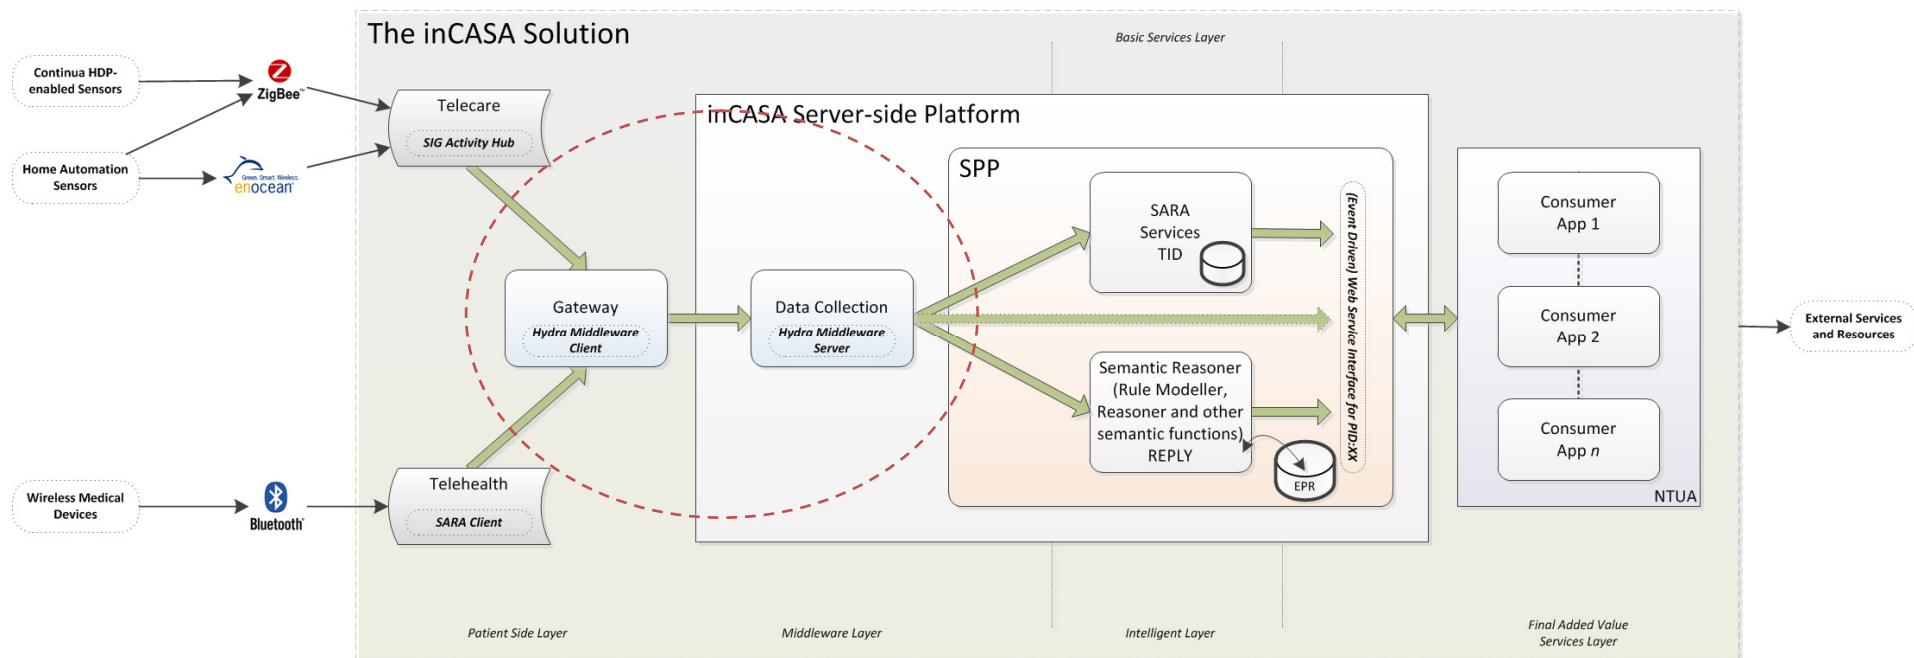 The inCASA Solution
Basic Services Layer
Continua HDP-
enabled Sensors
ZigBee™
Home Automation
Sensors
Green. Smart. Wireless.
enocean®
Telecare
SIG Activity Hub
inCASA Server-side Platform
SPP
Gateway
Hydra Middleware
Client
Data Collection
Hydra Middleware
Server
SARA
Services
TID
Semantic Reasoner
(Rule Modeller,
Reasoner and other
semantic functions)
REPLY
EPR
(Event Driven) Web Service Interface for PID:XX
Consumer
App 1
Consumer
App 2
Consumer
App n
NTUA
External Services
and Resources
Wireless Medical
Devices
Bluetooth®
Telehealth
SARA Client
Patient Side Layer
Middleware Layer
Intelligent Layer
Final Added Value
Services Layer